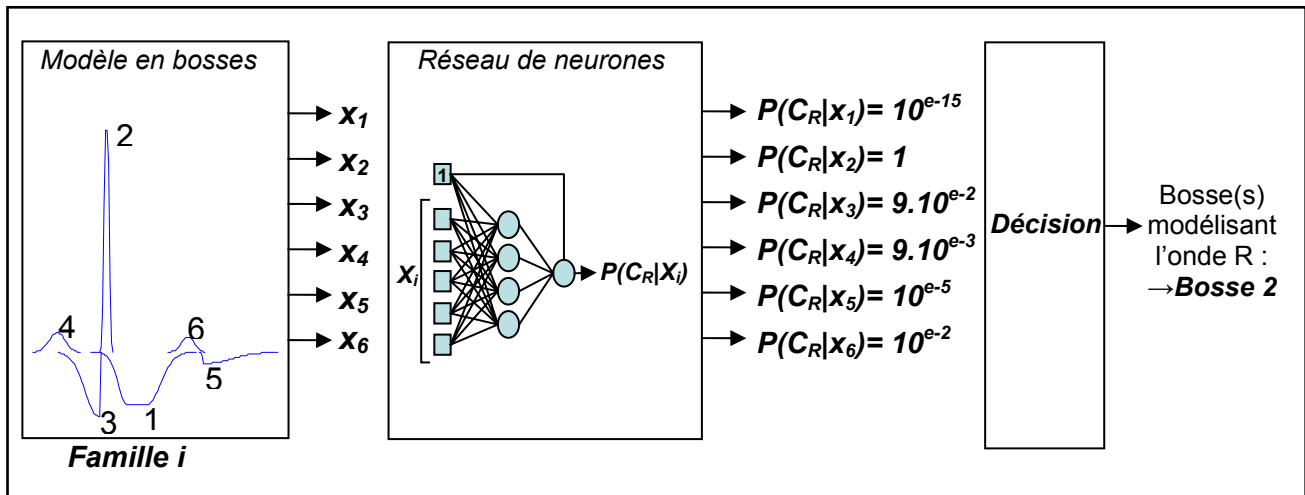 Modèle en bosses
2
4
6
5
3
1
Famille i
x1
x2
x3
x4
x5
x6
Réseau de neurones
1
Xi
P(CR|Xi)
P(CR|x1)= 10e-15
P(CR|x2)= 1
P(CR|x3)= 9.10e-2
P(CR|x4)= 9.10e-3
P(CR|x5)= 10e-5
P(CR|x6)= 10e-2
Décision
Bosse(s)
modélisant
l'onde R :
→Bosse 2